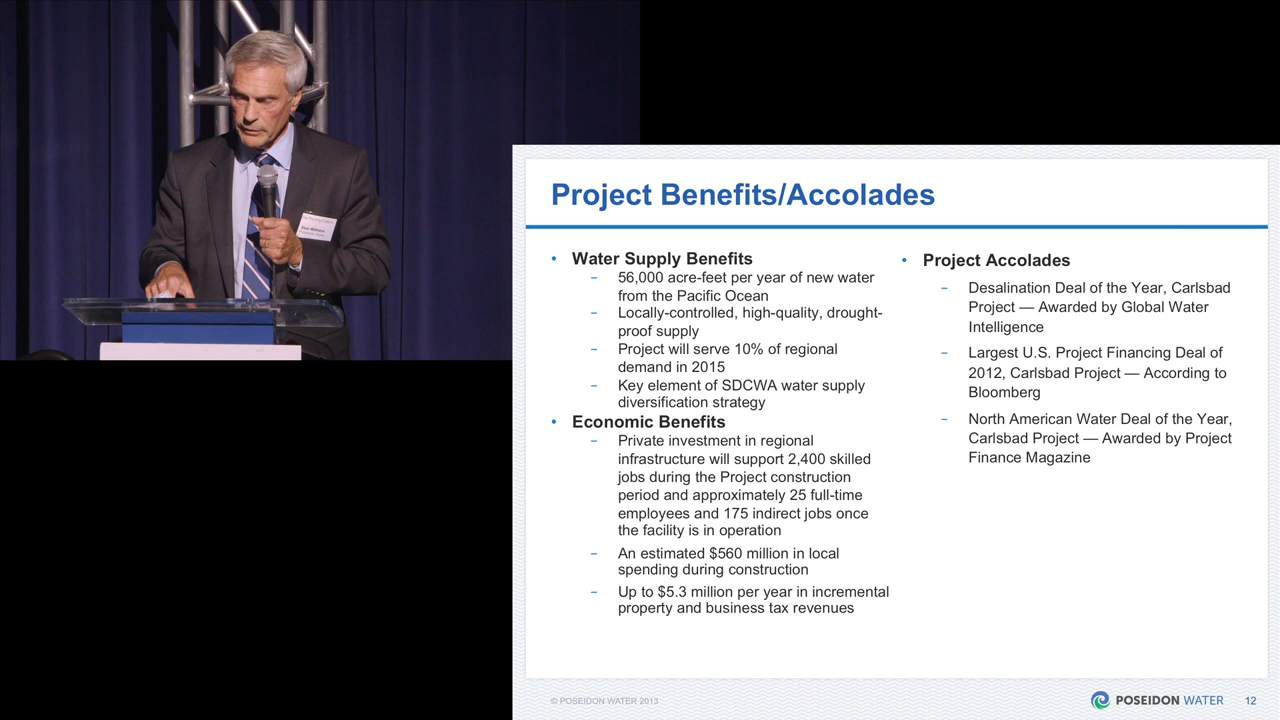 Project Benefits/Accolades
• Water Supply Benefits
– 56,000 acre-feet per year of new water
from the Pacific Ocean
– Locally-controlled, high-quality, drought-
proof supply
– Project will serve 10% of regional
demand in 2015
– Key element of SDCWA water supply
diversification strategy
• Economic Benefits
– Private investment in regional
infrastructure will support 2,400 skilled
jobs during the Project construction
period and approximately 25 full-time
employees and 175 indirect jobs once
the facility is in operation
– An estimated $560 million in local
spending during construction
– Up to $5.3 million per year in incremental
property and business tax revenues
• Project Accolades
– Desalination Deal of the Year, Carlsbad
Project — Awarded by Global Water
Intelligence
– Largest U.S. Project Financing Deal of
2012, Carlsbad Project — According to
Bloomberg
– North American Water Deal of the Year,
Carlsbad Project — Awarded by Project
Finance Magazine
© POSEIDON WATER 2013
POSEIDON WATER
12